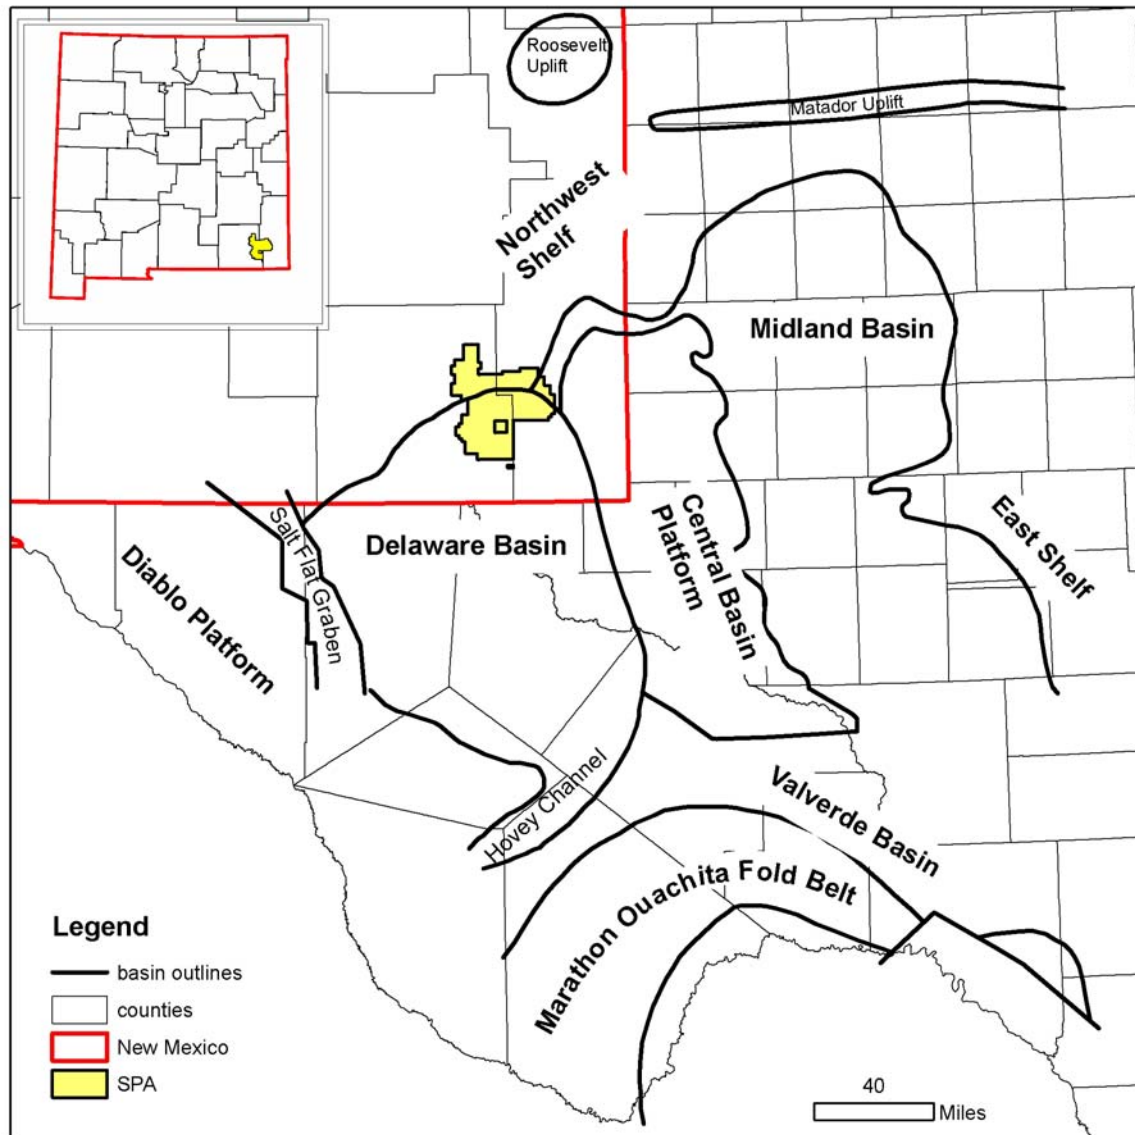 Roosevelt
Uplift
Matador Uplift
Northwest
Shelf
Midland Basin
Salt Flat Graben
Delaware Basin
Central Basin
Platform
East Shelf
Diablo Platform
Hovey Channel
Valverde Basin
Marathon Ouachita Fold Belt
Legend
basin outlines
counties
New Mexico
SPA
40
Miles